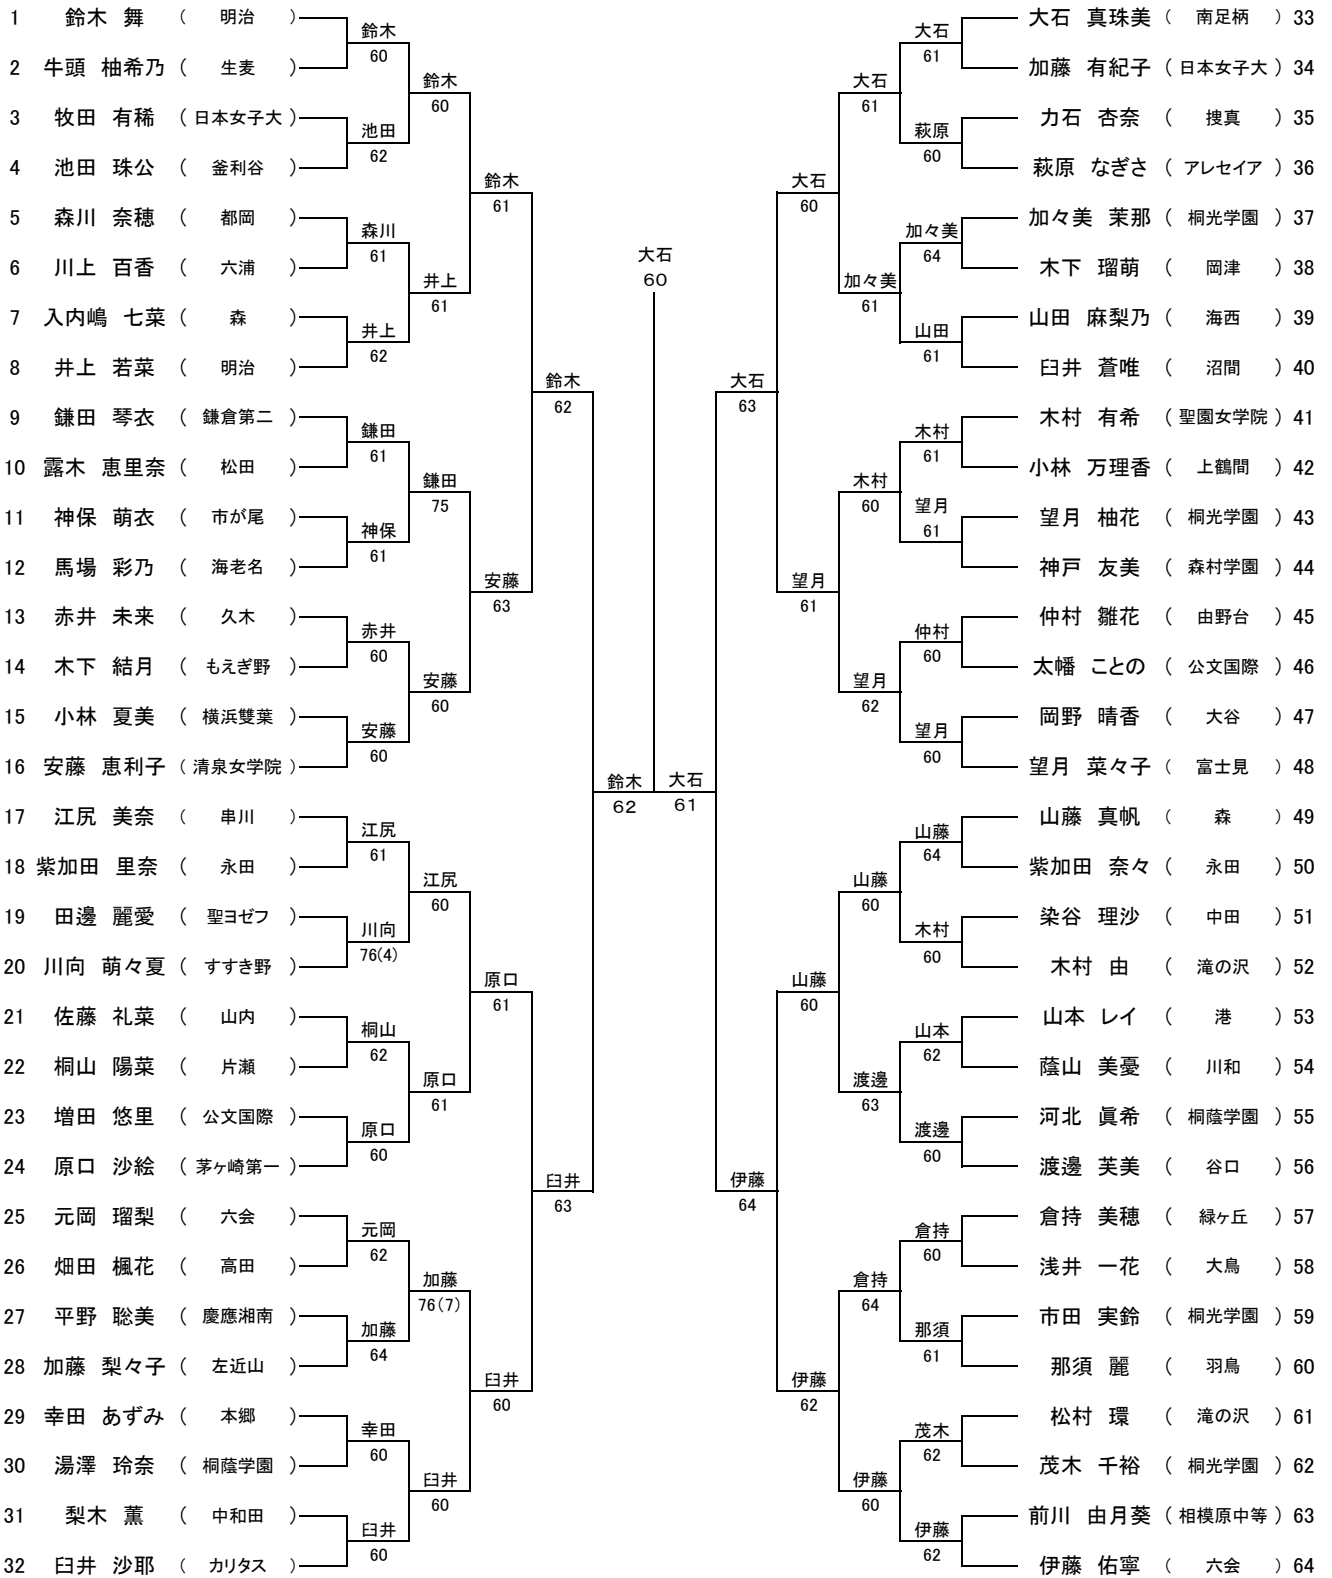 1 鈴木 舞 ( 明治 )
2 牛頭 柚希乃 ( 生麦 )
3 牧田 有稀 ( 日本女子大 )
4 池田 珠公 ( 釜利谷 )
5 森川 奈穂 ( 都岡 )
6 川上 百香 ( 六浦 )
7 入内嶋 七菜 ( 森 )
8 井上 若菜 ( 明治 )
9 鎌田 琴衣 ( 鎌倉第二 )
10 露木 恵里奈 ( 松田 )
11 神保 萌衣 ( 市が尾 )
12 馬場 彩乃 ( 海老名 )
13 赤井 未来 ( 久木 )
14 木下 結月 ( もえぎ野 )
15 小林 夏美 ( 横浜雙葉 )
16 安藤 恵利子 ( 清泉女学院 )
17 江尻 美奈 ( 串川 )
18 紫加田 里奈 ( 永田 )
19 田邊 麗愛 ( 聖ヨゼフ )
20 川向 萌々夏 ( すすき野 )
21 佐藤 礼菜 ( 山内 )
22 桐山 陽菜 ( 片瀬 )
23 増田 悠里 ( 公文国際 )
24 原口 沙絵 ( 茅ヶ崎第一 )
25 元岡 瑠梨 ( 六会 )
26 畑田 楓花 ( 高田 )
27 平野 聡美 ( 慶應湘南 )
28 加藤 梨々子 ( 左近山 )
29 幸田 あずみ ( 本郷 )
30 湯澤 玲奈 ( 桐蔭学園 )
31 梨木 薫 ( 中和田 )
32 臼井 沙耶 ( カリタス )
鈴木
60
池田
62
森川
61
井上
62
鎌田
61
神保
61
赤井
60
安藤
60
江尻
61
川向
76(4)
桐山
62
原口
60
元岡
62
加藤
64
幸田
60
臼井
60
鈴木
60
井上
61
鎌田
75
安藤
60
江尻
60
原口
61
加藤
76(7)
臼井
60
鈴木
61
安藤
63
原口
61
臼井
60
鈴木
62
臼井
63
鈴木
62
大石
60
大石
61
大石
63
伊藤
64
大石
60
望月
61
山藤
60
伊藤
62
大石
61
加々美
61
木村
60
望月
62
山藤
60
渡邊
63
倉持
64
伊藤
60
大石
61
萩原
60
加々美
64
山田
61
木村
61
望月
61
仲村
60
望月
60
山藤
64
木村
60
山本
62
渡邊
60
倉持
60
那須
61
茂木
62
伊藤
62
大石 真珠美 ( 南足柄 ) 33
加藤 有紀子 ( 日本女子大 ) 34
力石 杏奈 ( 捜真 ) 35
萩原 なぎさ ( アレセイア ) 36
加々美 茉那 ( 桐光学園 ) 37
木下 瑠萌 ( 岡津 ) 38
山田 麻梨乃 ( 海西 ) 39
臼井 蒼唯 ( 沼間 ) 40
木村 有希 ( 聖園女学院 ) 41
小林 万理香 ( 上鶴間 ) 42
望月 柚花 ( 桐光学園 ) 43
神戸 友美 ( 森村学園 ) 44
仲村 雛花 ( 由野台 ) 45
太幡 ことの ( 公文国際 ) 46
岡野 晴香 ( 大谷 ) 47
望月 菜々子 ( 富士見 ) 48
山藤 真帆 ( 森 ) 49
紫加田 奈々 ( 永田 ) 50
染谷 理沙 ( 中田 ) 51
木村 由 ( 滝の沢 ) 52
山本 レイ ( 港 ) 53
蔭山 美憂 ( 川和 ) 54
河北 眞希 ( 桐蔭学園 ) 55
渡邊 芙美 ( 谷口 ) 56
倉持 美穂 ( 緑ヶ丘 ) 57
浅井 一花 ( 大鳥 ) 58
市田 実鈴 ( 桐光学園 ) 59
那須 麗 ( 羽鳥 ) 60
松村 環 ( 滝の沢 ) 61
茂木 千裕 ( 桐光学園 ) 62
前川 由月葵 ( 相模原中等 ) 63
伊藤 佑寧 ( 六会 ) 64